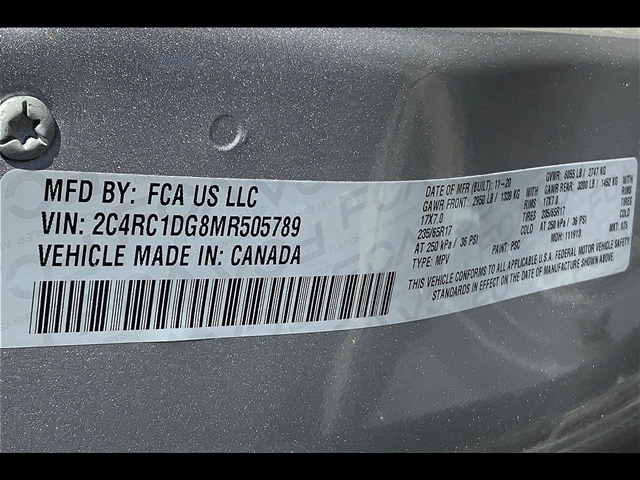 MFD BY: FCA US LLC
VIN: 2C4RC1DG8MR505789
VEHICLE MADE IN: CANADA
DATE OF MFR (BUILT): 11-20 GVWR: 6055 LB / 2747 KG
GAWR FRONT: 2950 LB / 1339 KG GAWR REAR: 3200 LB / 1452 KG
17X7.0 RIMS 17X7.0 RIMS
235/65R17 TIRES 235/65R17 TIRES
AT 250 KPA / 36 PSI COLD AT 250 KPA / 36 PSI COLD
TYPE: MPV PAINT: PSC MDH: 111913 MKT:
THIS VEHICLE CONFORMS TO ALL APPLICABLE U.S.A. FEDERAL MOTOR VEHICLE SAFETY
STANDARDS IN EFFECT ON THE DATE OF MANUFACTURE SHOWN ABOVE.